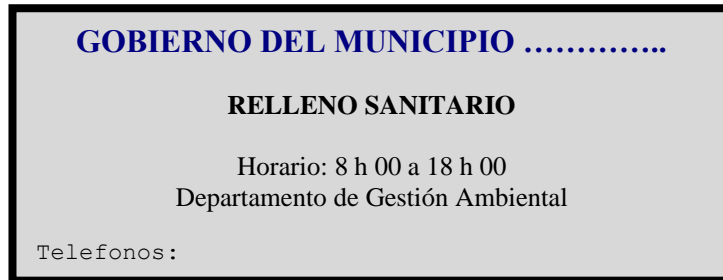 GOBIERNO DEL MUNICIPIO …………..
RELLENO SANITARIO
Horario: 8 h 00 a 18 h 00
Departamento de Gestión Ambiental
Telefonos: